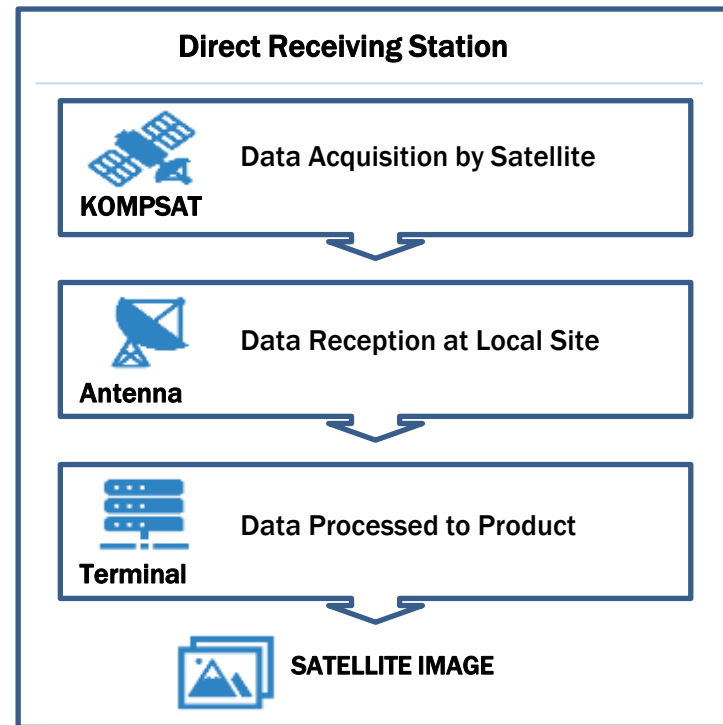 Direct Receiving Station
Data Acquisition by Satellite
KOMPSAT
Data Reception at Local Site
Antenna
Data Processed to Product
Terminal
SATELLITE IMAGE